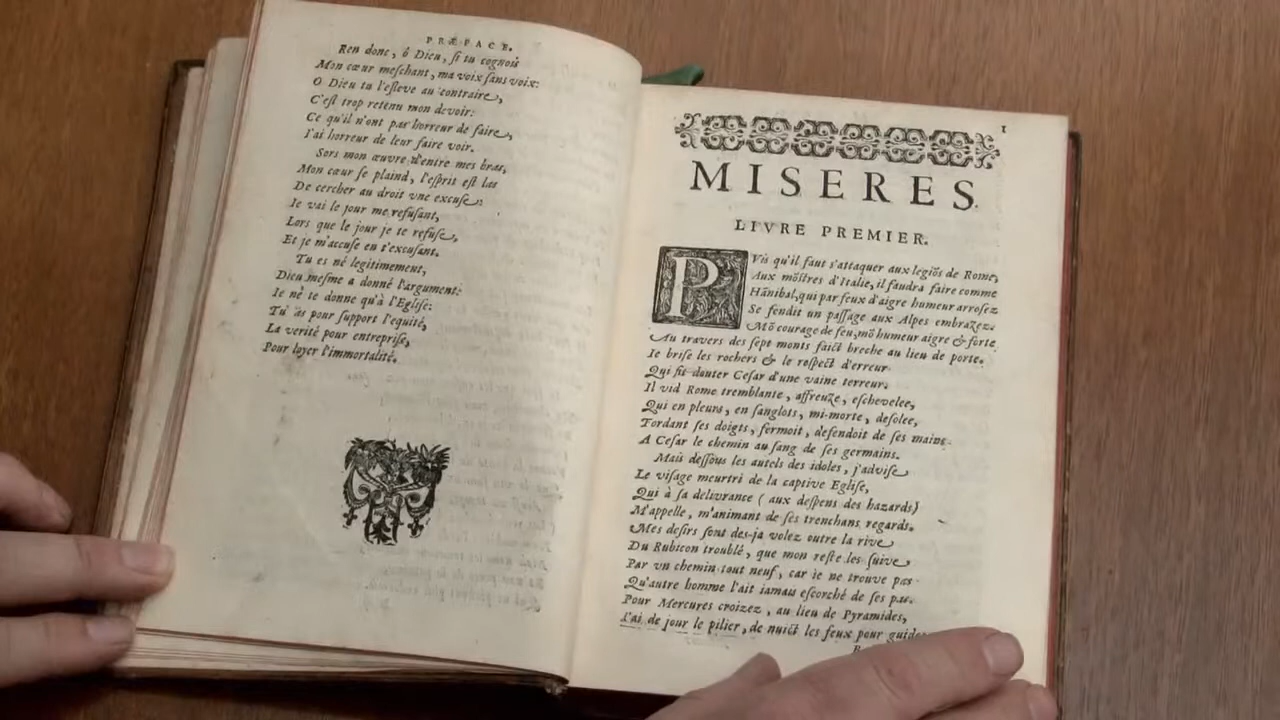 PRÆFACE.
Ren donc, ô Dieu, si tu cognois
Mon cœur meschant, ma voix sans voix:
O Dieu tu l'esleve au contraire,
C'est trop retenu mon devoir:
Ce qu'il n'ont pas horreur de faire,
J'ai horreur de leur faire voir.
Sors mon œuvre d'entre mes bras,
Mon cœur se plaind, l'esprit est las
De cercher au droit vne excuse:
Ie vai le jour me refusant,
Lors que le jour je te refuse,
Et je m'accuse en t'excusant.
Tu es né legitimement,
Dieu mesme a donné l'argument:
Ie ne te donne qu'à l'Eglise:
Tu as pour support l'equité,
La verité pour entreprise,
Pour loyer l'immortalité.
1
MISERES.
LIVRE PREMIER.
PVis qu'il faut s'attaquer aux legiõs de Rome,
Aux mõstres d'Italie, il faudra faire comme
Hãnibal, qui par feux d'aigre humeur arrosez
Se fendit un passage aux Alpes embrazez.
Mõ courage de feu, mõ humeur aigre & forte
Au travers des sept monts faict breche au lieu de porte.
Ie brise les rochers & le respect d'erreur
Qui fit douter Cesar d'une vaine terreur.
Il vid Rome tremblante, affreuze, eschevelee,
Qui en pleurs, en sanglots, mi-morte, desolee,
Tordant ses doigts, fermoit, defendoit de ses mains
A Cesar le chemin au sang de ses germains.
Mais dessous les autels des idoles, j'advise
Le visage meurtri de la captive Eglise,
Qui à sa delivrance (aux despens des hazards)
M'appelle, m'animant de ses trenchans regards.
Mes desirs sont des-ja volez outre la rive
Du Rubicon troublé, que mon reste les suive
Par vn chemin tout neuf, car ie ne trouve pas
Qu'autre homme l'ait iamais escorché de ses pas.
Pour Mercures croizez, au lieu de Pyramides,
J'ai de jour le pilier, de nuict les feux pour